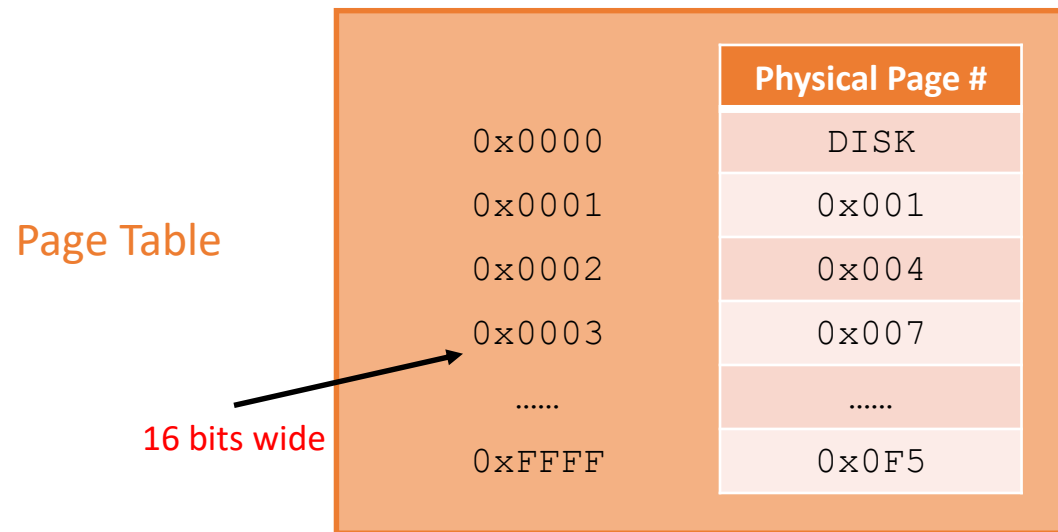 Physical Page #
0x0000 DISK
0x0001 0x001
Page Table
0x0002 0x004
0x0003 0x007
...... ......
16 bits wide
0xFFFF 0x0F5